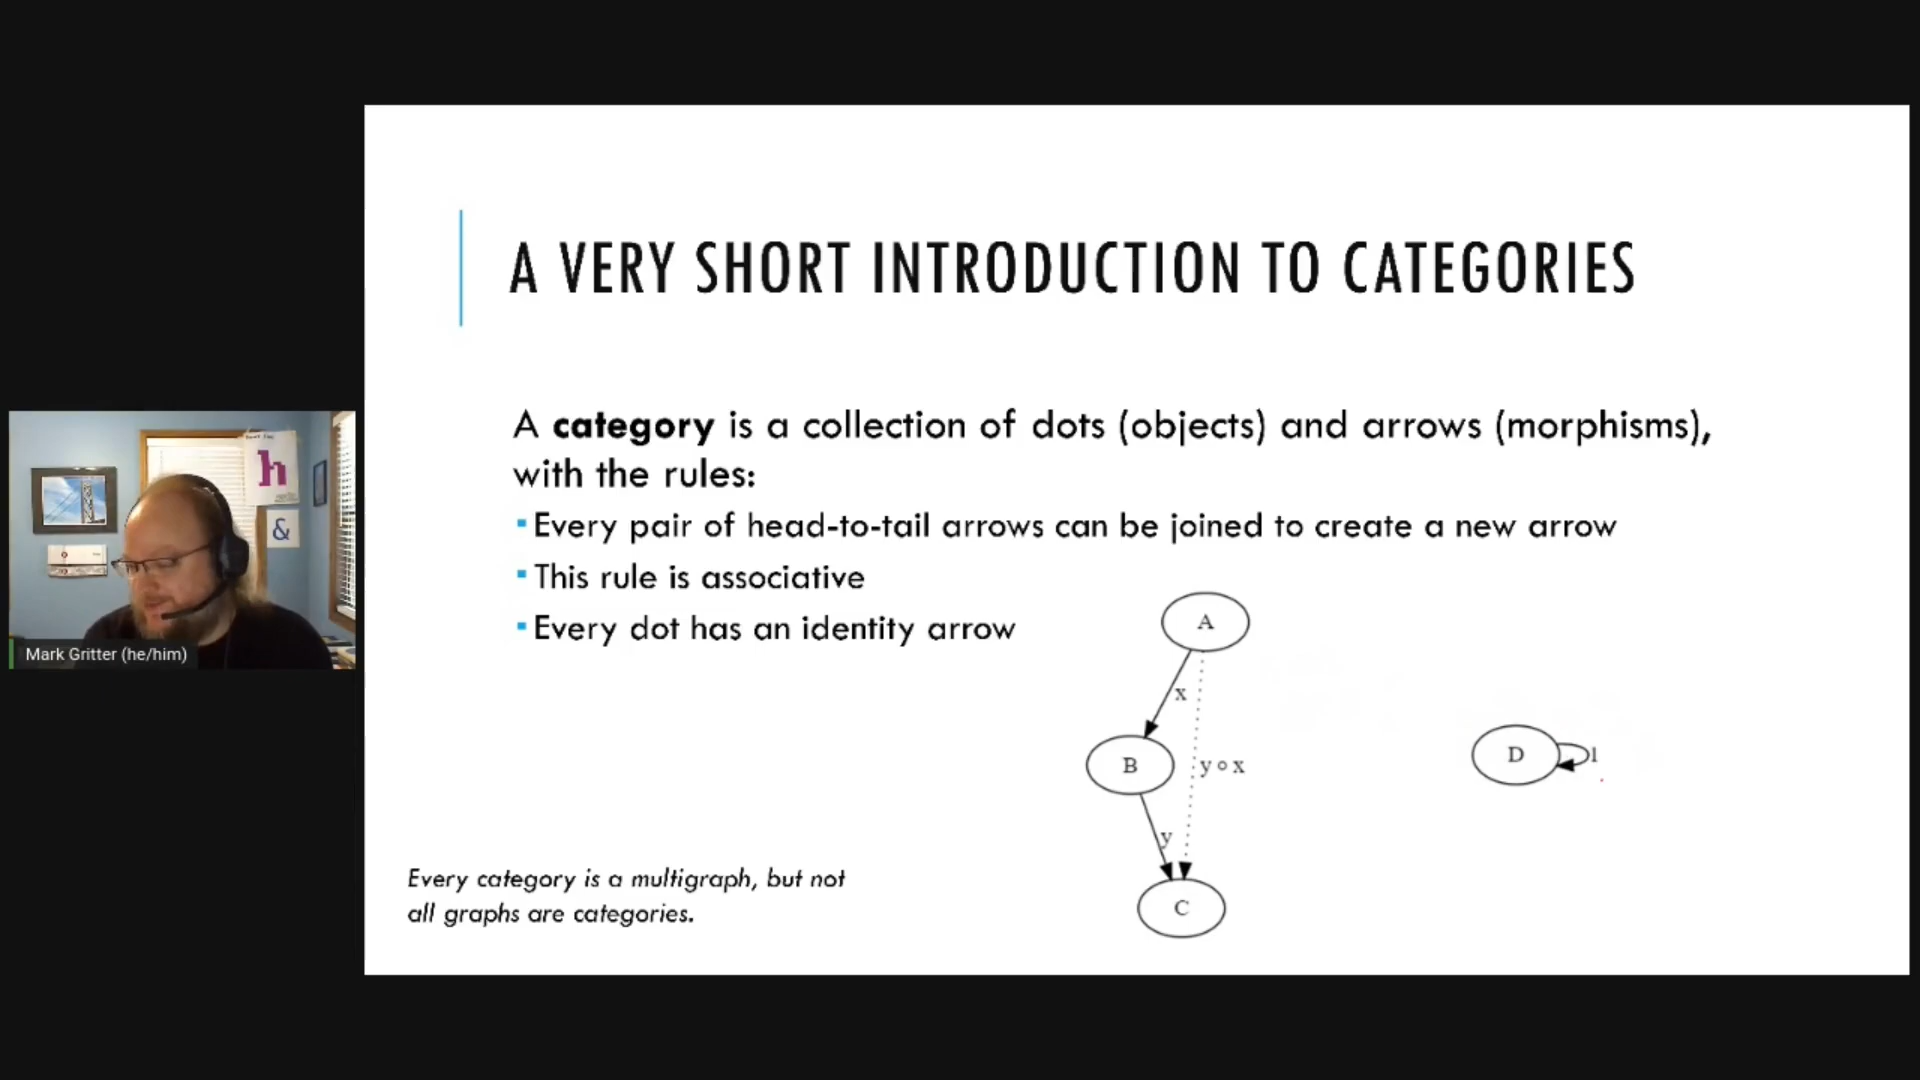 A VERY SHORT INTRODUCTION TO CATEGORIES
A category is a collection of dots (objects) and arrows (morphisms),
with the rules:
▪ Every pair of head-to-tail arrows can be joined to create a new arrow
▪ This rule is associative
▪ Every dot has an identity arrow
A
x
B
y∘x
y
C
D
1
Every category is a multigraph, but not
all graphs are categories.
h
&
Mark Gritter (he/him)